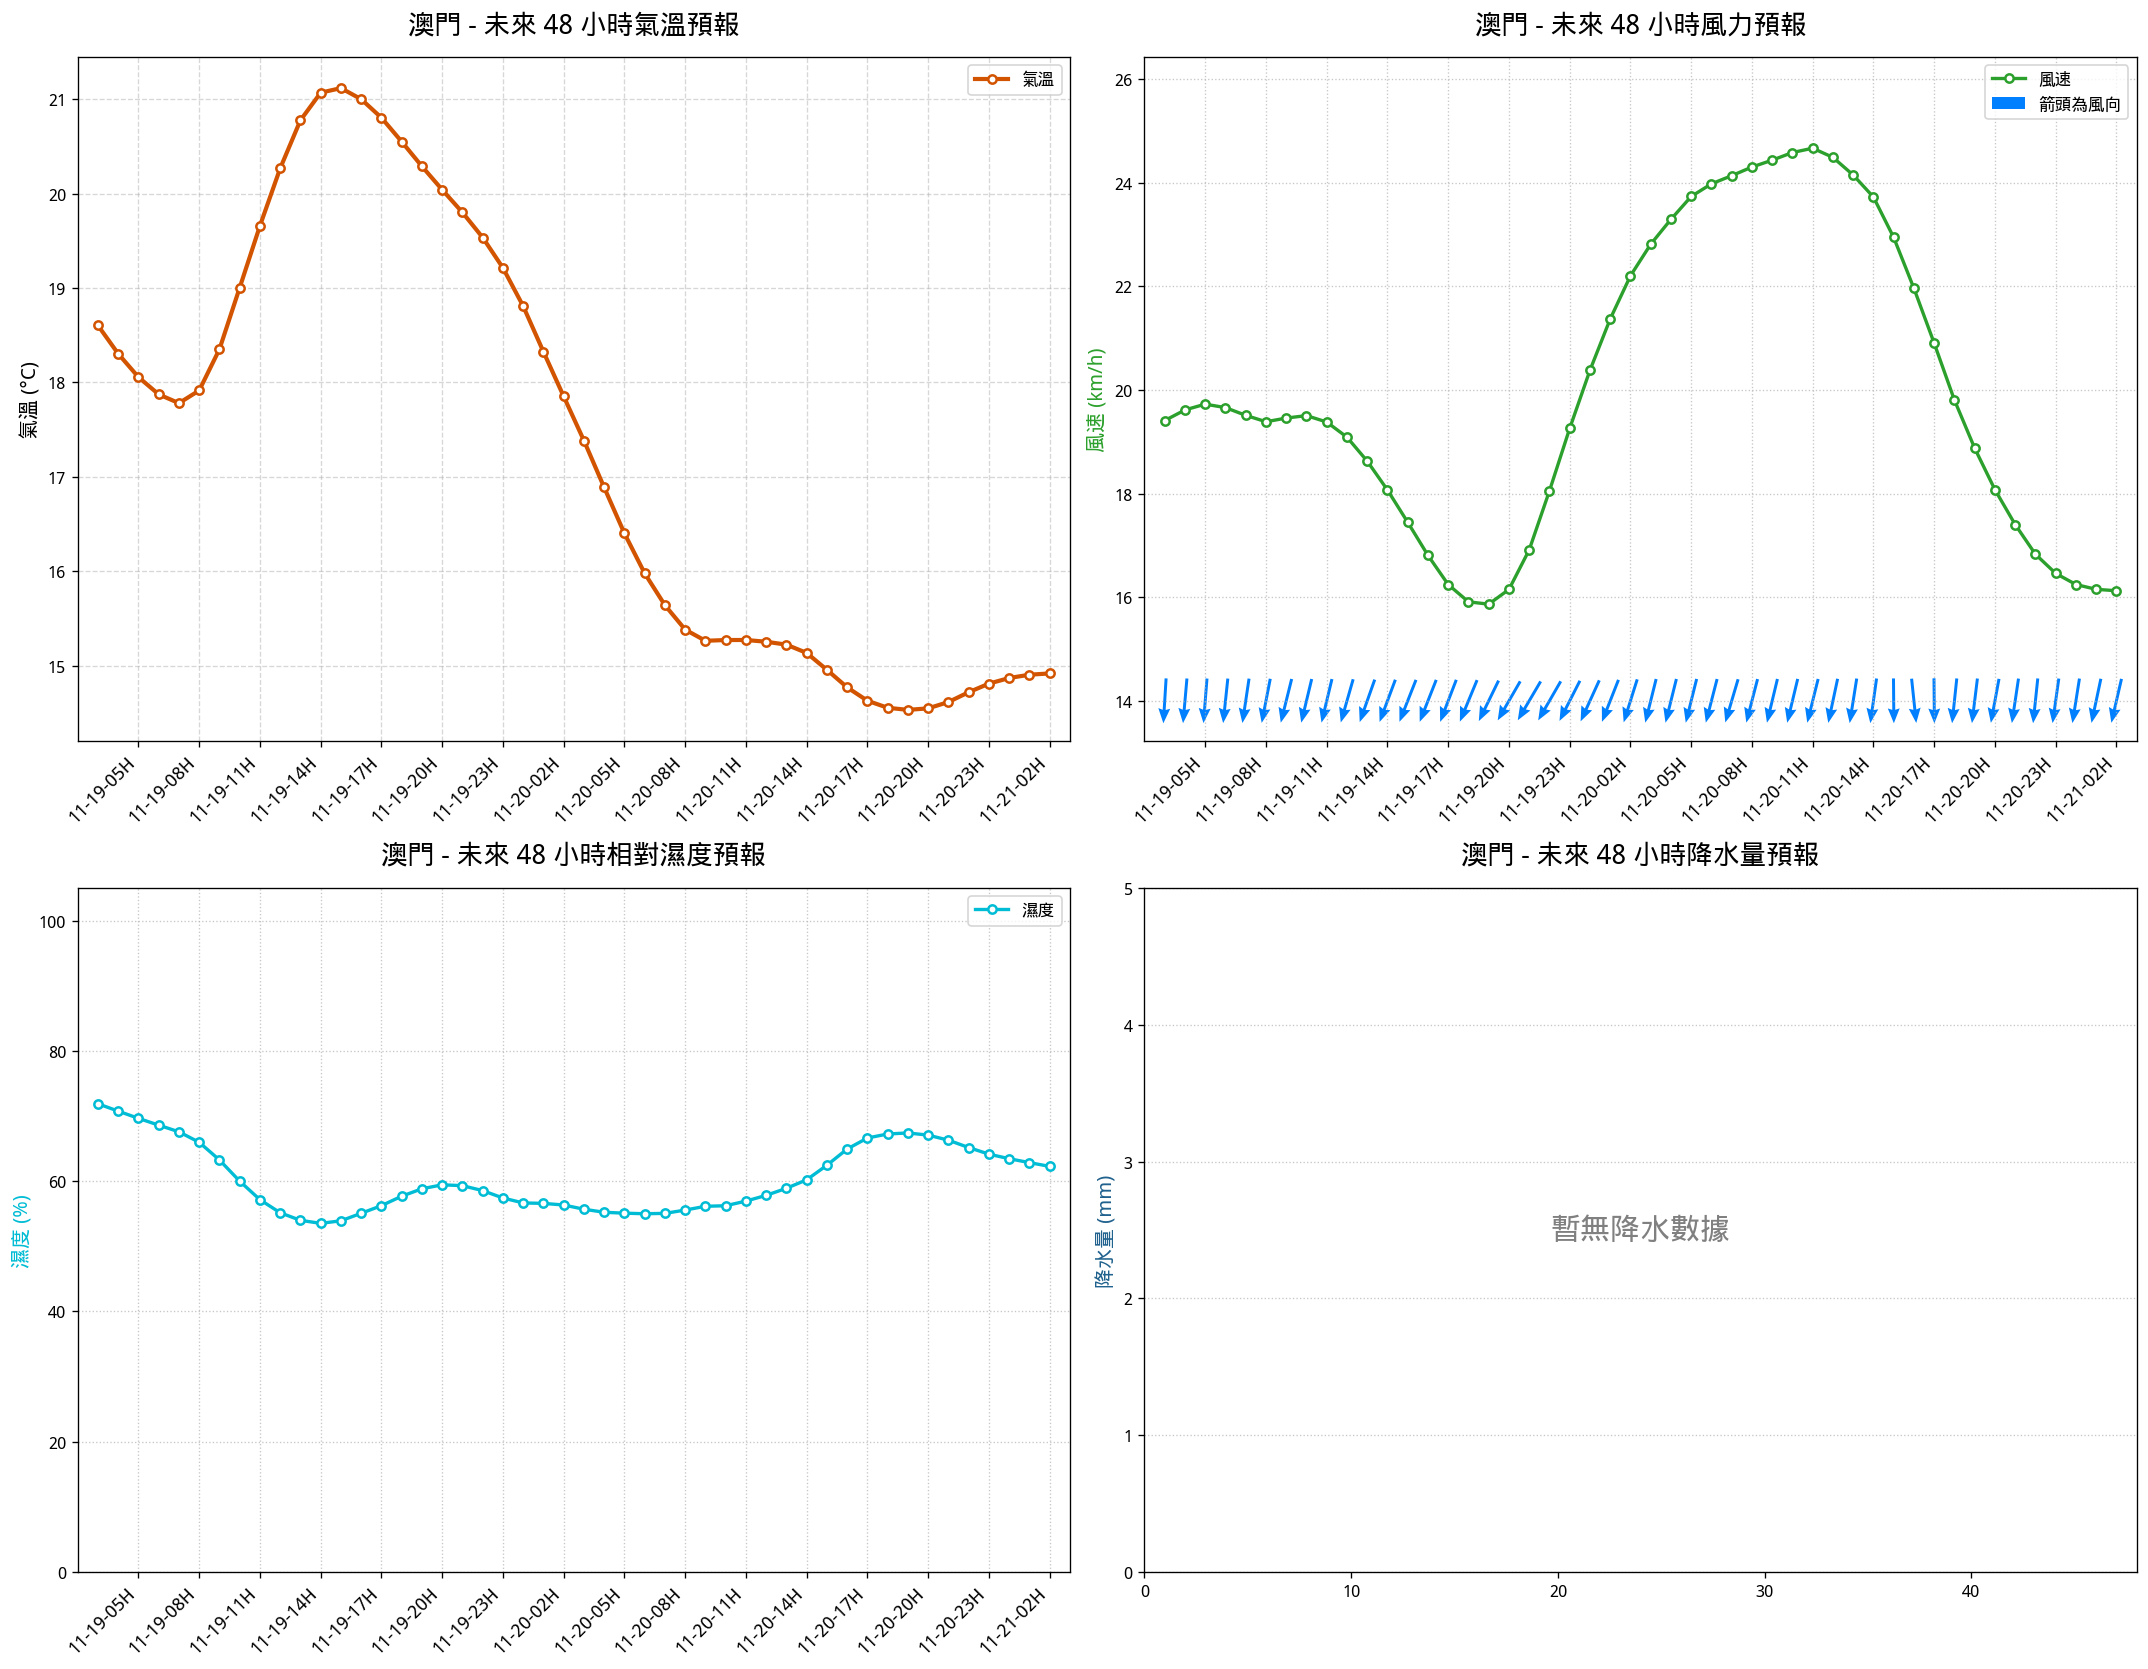 澳門 - 未來 48 小時氣溫預報
氣溫
氣溫 (°C)
21
20
19
18
17
16
15
11-19-05H
11-19-08H
11-19-11H
11-19-14H
11-19-17H
11-19-20H
11-19-23H
11-20-02H
11-20-05H
11-20-08H
11-20-11H
11-20-14H
11-20-17H
11-20-20H
11-20-23H
11-21-02H
澳門 - 未來 48 小時風力預報
風速
箭頭為風向
風速 (km/h)
26
24
22
20
18
16
14
11-19-05H
11-19-08H
11-19-11H
11-19-14H
11-19-17H
11-19-20H
11-19-23H
11-20-02H
11-20-05H
11-20-08H
11-20-11H
11-20-14H
11-20-17H
11-20-20H
11-20-23H
11-21-02H
澳門 - 未來 48 小時相對濕度預報
濕度
濕度 (%)
100
80
60
40
20
0
11-19-05H
11-19-08H
11-19-11H
11-19-14H
11-19-17H
11-19-20H
11-19-23H
11-20-02H
11-20-05H
11-20-08H
11-20-11H
11-20-14H
11-20-17H
11-20-20H
11-20-23H
11-21-02H
澳門 - 未來 48 小時降水量預報
降水量 (mm)
5
4
3
2
1
0
暫無降水數據
0
10
20
30
40